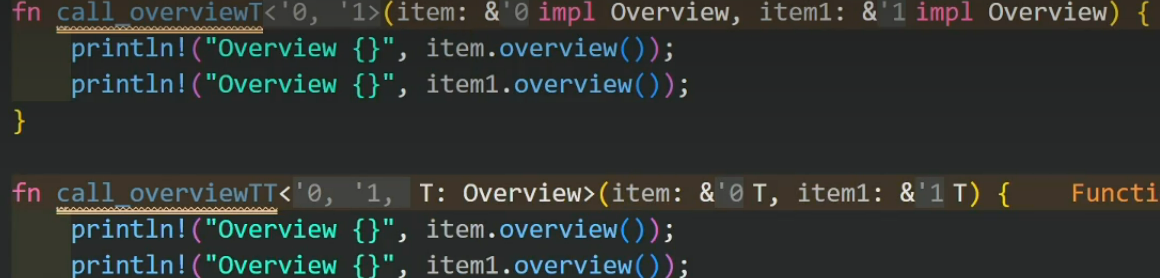 fn call_overviewT<'0, '1>(item: &'0 impl Overview, item1: &'1 impl Overview) {
    println!("Overview {}", item.overview());
    println!("Overview {}", item1.overview());
}
fn call_overviewTT<'0, '1, T: Overview>(item: &'0 T, item1: &'1 T) {    Functi
    println!("Overview {}", item.overview());
    println!("Overview {}", item1.overview());